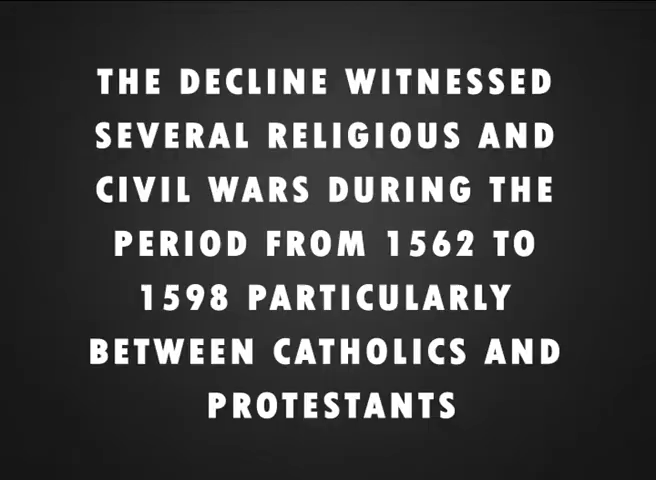 THE DECLINE WITNESSED
SEVERAL RELIGIOUS AND
CIVIL WARS DURING THE
PERIOD FROM 1562 TO
1598 PARTICULARLY
BETWEEN CATHOLICS AND
PROTESTANTS